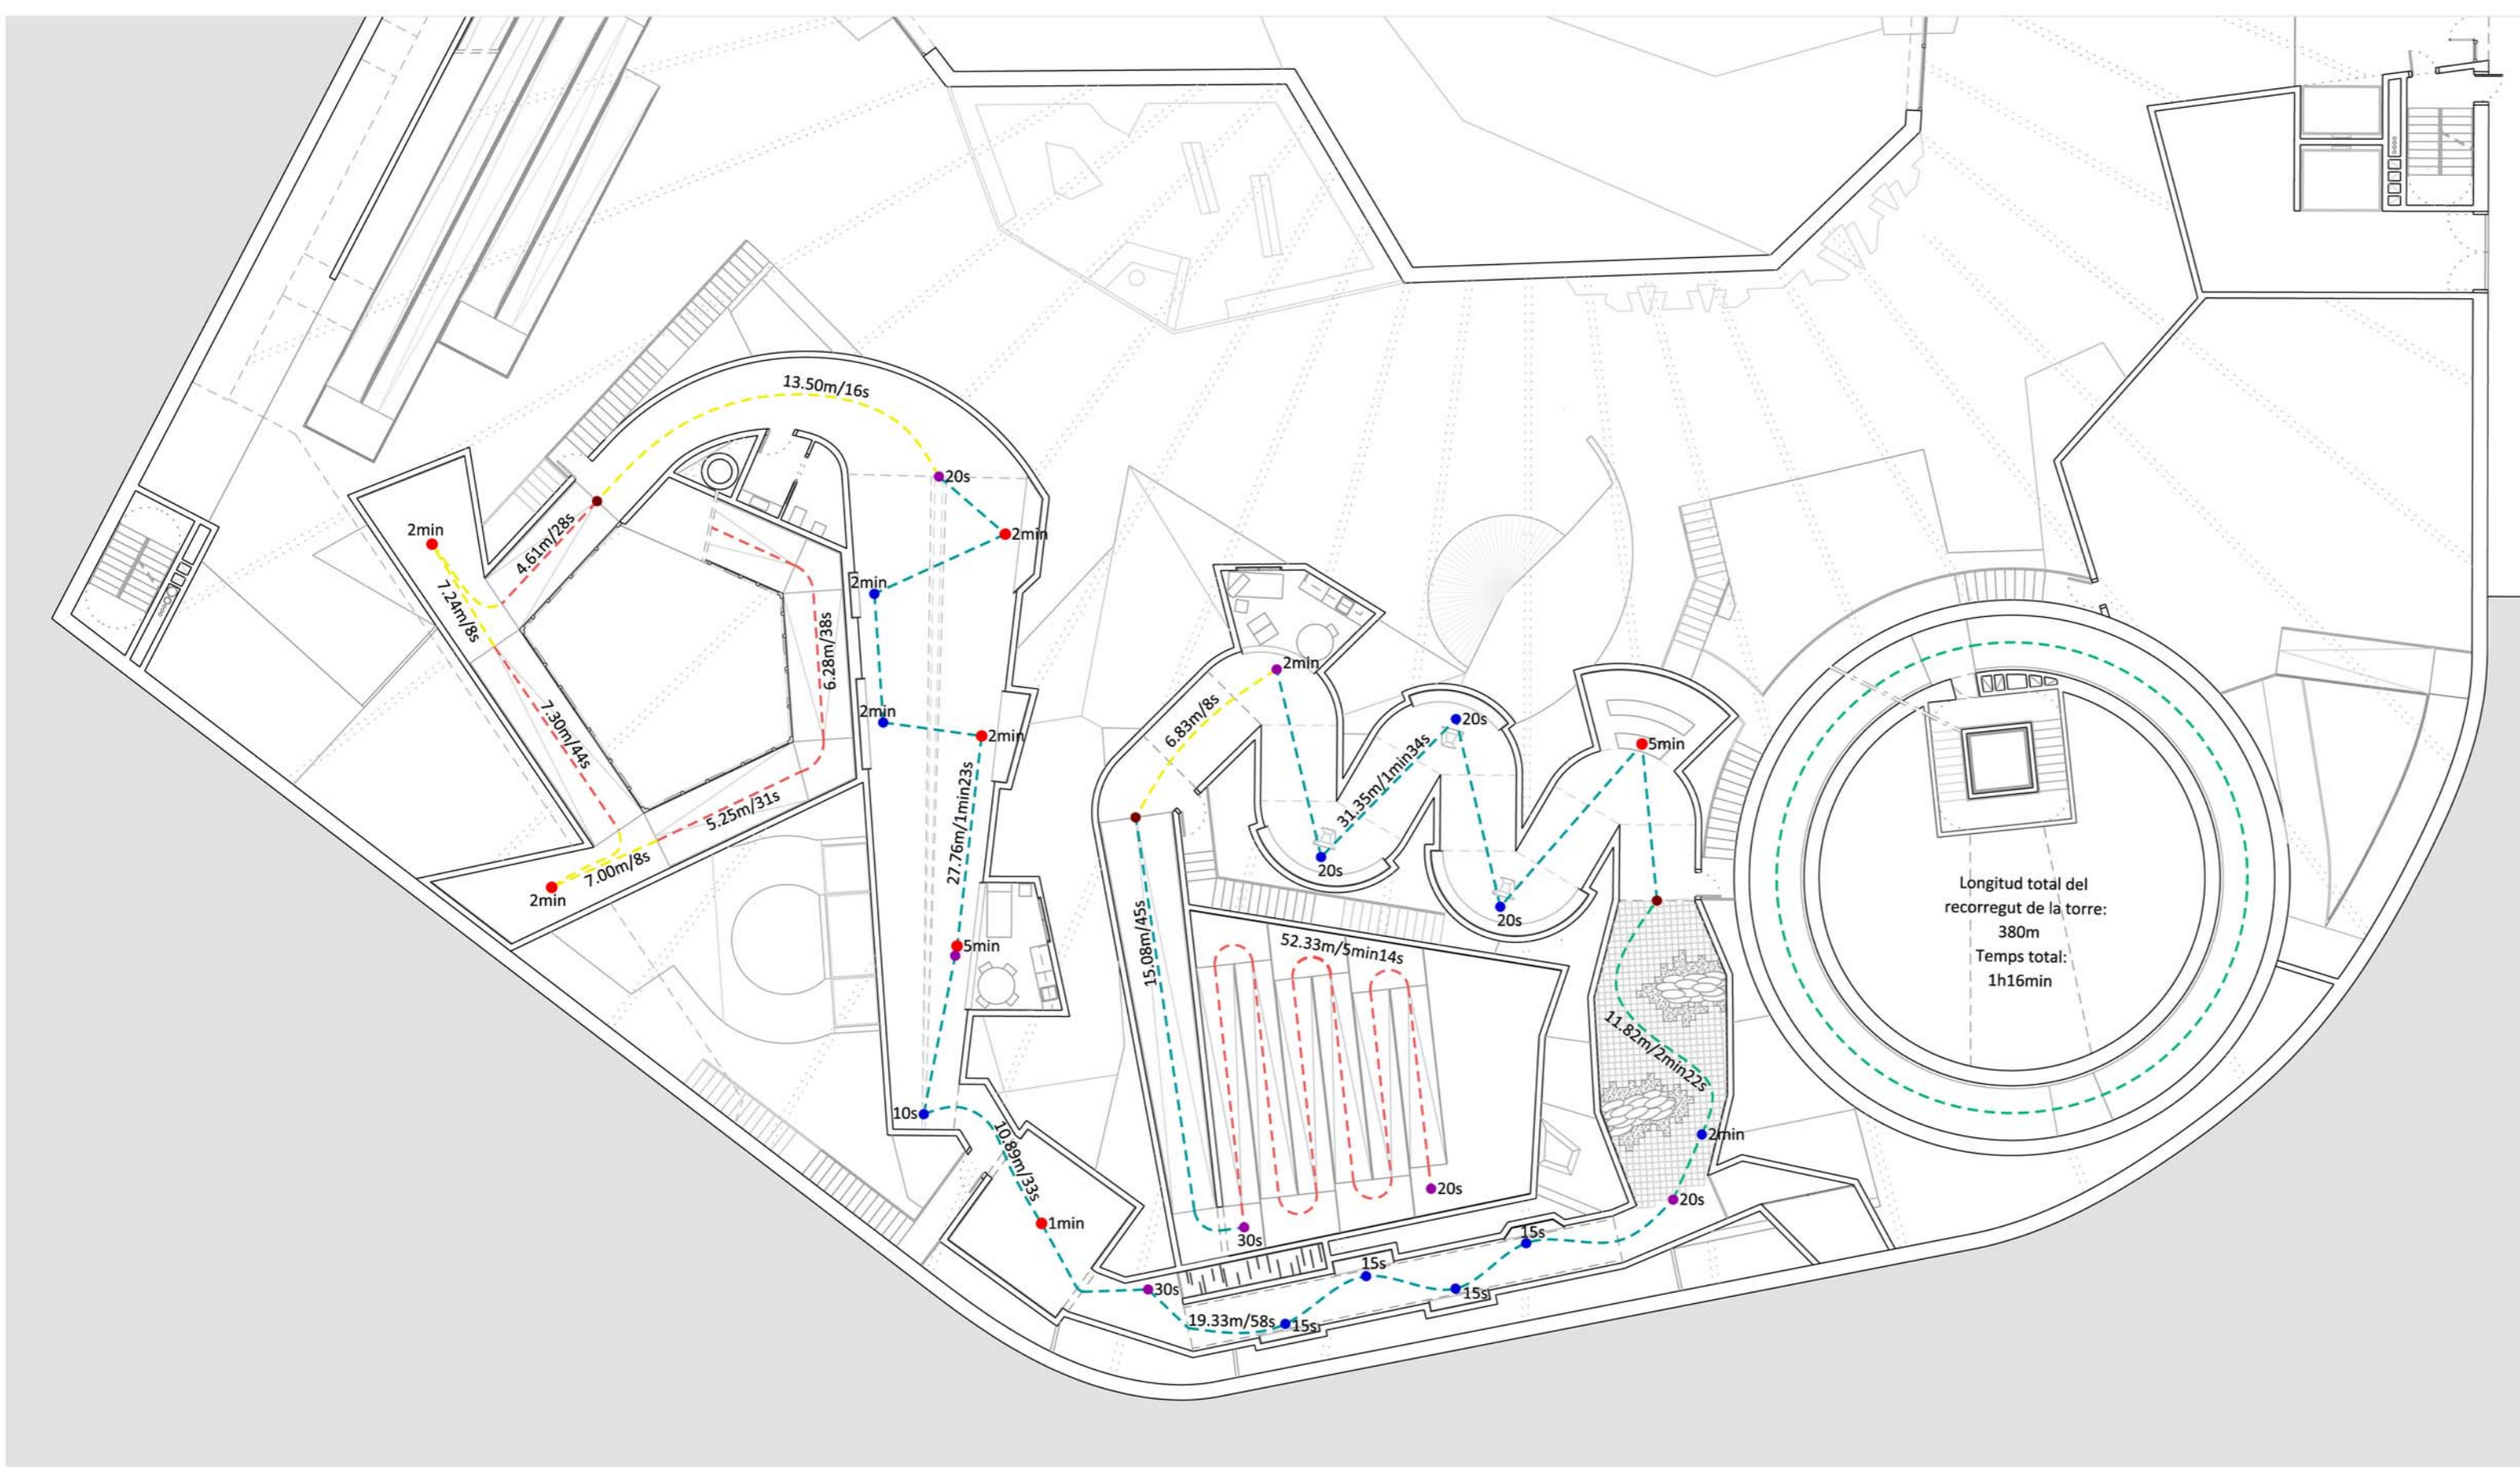 13.50m/16s
20s
4.61m/28s
2min
2min
7.24m/8s
2min
6.28m/38s
2min
2min
7.30m/44s
27.76m/1min23s
5.25m/31s
7.00m/8s
2min
5min
10s
10.89m/33s
1min
30s
2min
6.83m/8s
20s
31.35m/1min34s
5min
20s
20s
15.08m/45s
52.33m/5min14s
20s
30s
11.82m/2min22s
2min
20s
19.33m/58s
15s
15s
15s
15s
Longitud total del
recorregut de la torre:
380m
Temps total:
1h16min